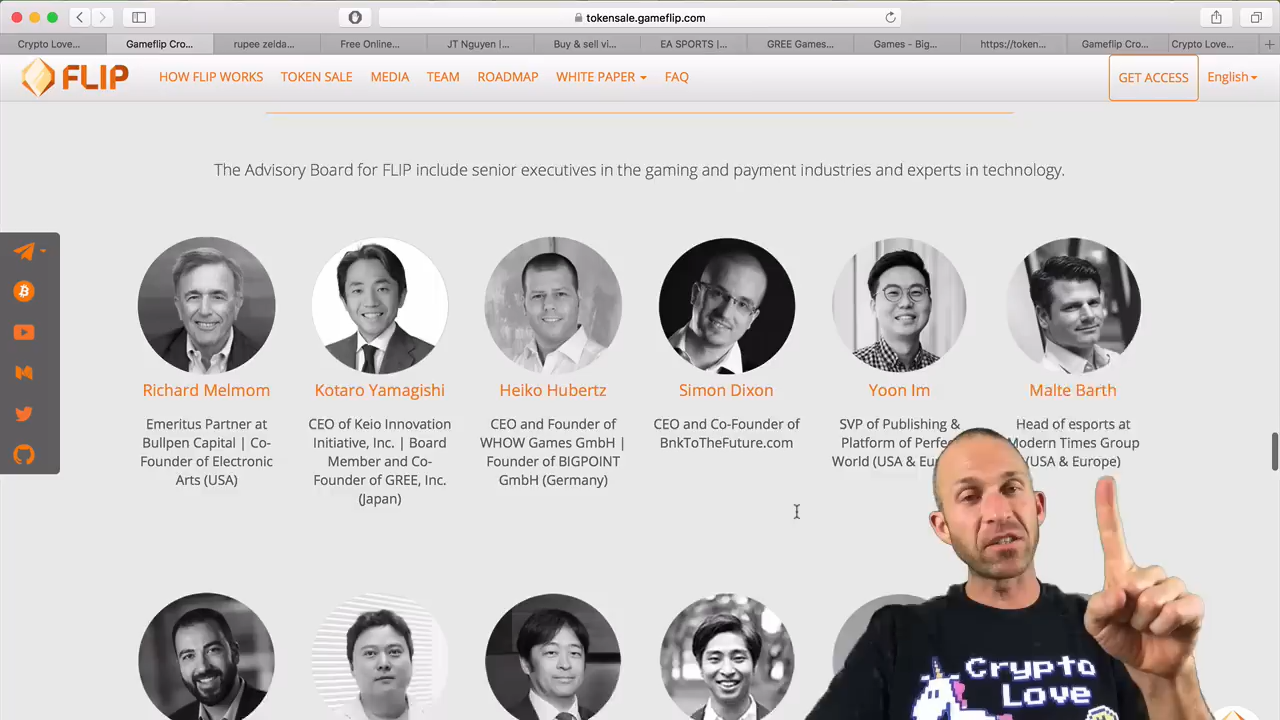 tokensale.gameflip.com
Crypto Love...
Gameflip Cro...
rupee zelda...
Free Online...
JT Nguyen |...
Buy & sell vi...
EA SPORTS |...
GREE Games...
Games - Big...
https://token...
Gameflip Cro...
Crypto Love...
FLIP
HOW FLIP WORKS
TOKEN SALE
MEDIA
TEAM
ROADMAP
WHITE PAPER
FAQ
GET ACCESS
English
The Advisory Board for FLIP include senior executives in the gaming and payment industries and experts in technology.
Richard Melmom
Emeritus Partner at
Bullpen Capital | Co-
Founder of Electronic
Arts (USA)
Kotaro Yamagishi
CEO of Keio Innovation
Initiative, Inc. | Board
Member and Co-
Founder of GREE, Inc.
(Japan)
Heiko Hubertz
CEO and Founder of
WHOW Games GmbH |
Founder of BIGPOINT
GmbH (Germany)
Simon Dixon
CEO and Co-Founder of
BnkToTheFuture.com
Yoon Im
SVP of Publishing &
Platform of Perfe
World (USA & Eu
Malte Barth
Head of esports at
Modern Times Group
(USA & Europe)
Crypto
Love